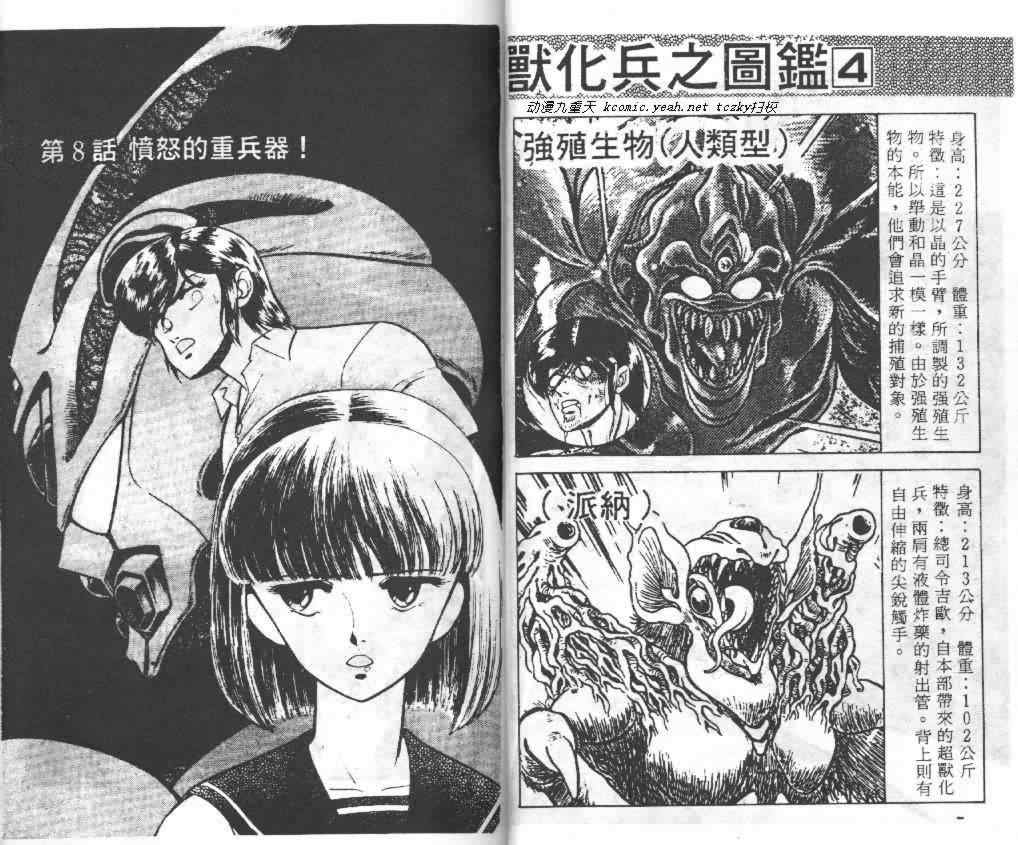 獸化兵之圖鑑4
动漫九重天 kcomic.yeah.net tczky扫校
強殖生物(人類型)
身高:227公分 體重:132公斤
特徵:這是以晶的手臂,所調製的强殖生
物。所以舉動和晶一模一樣。由於强殖生
物的本能,他們會追求新的捕殖對象。
(派納)
身高:213公分 體重:102公斤
特徵:總司令吉歐,自本部帶來的超獸化
兵,兩肩有液體炸藥的射出管。背上則有
自由伸縮的尖銳觸手。
第8話 憤怒的重兵器!